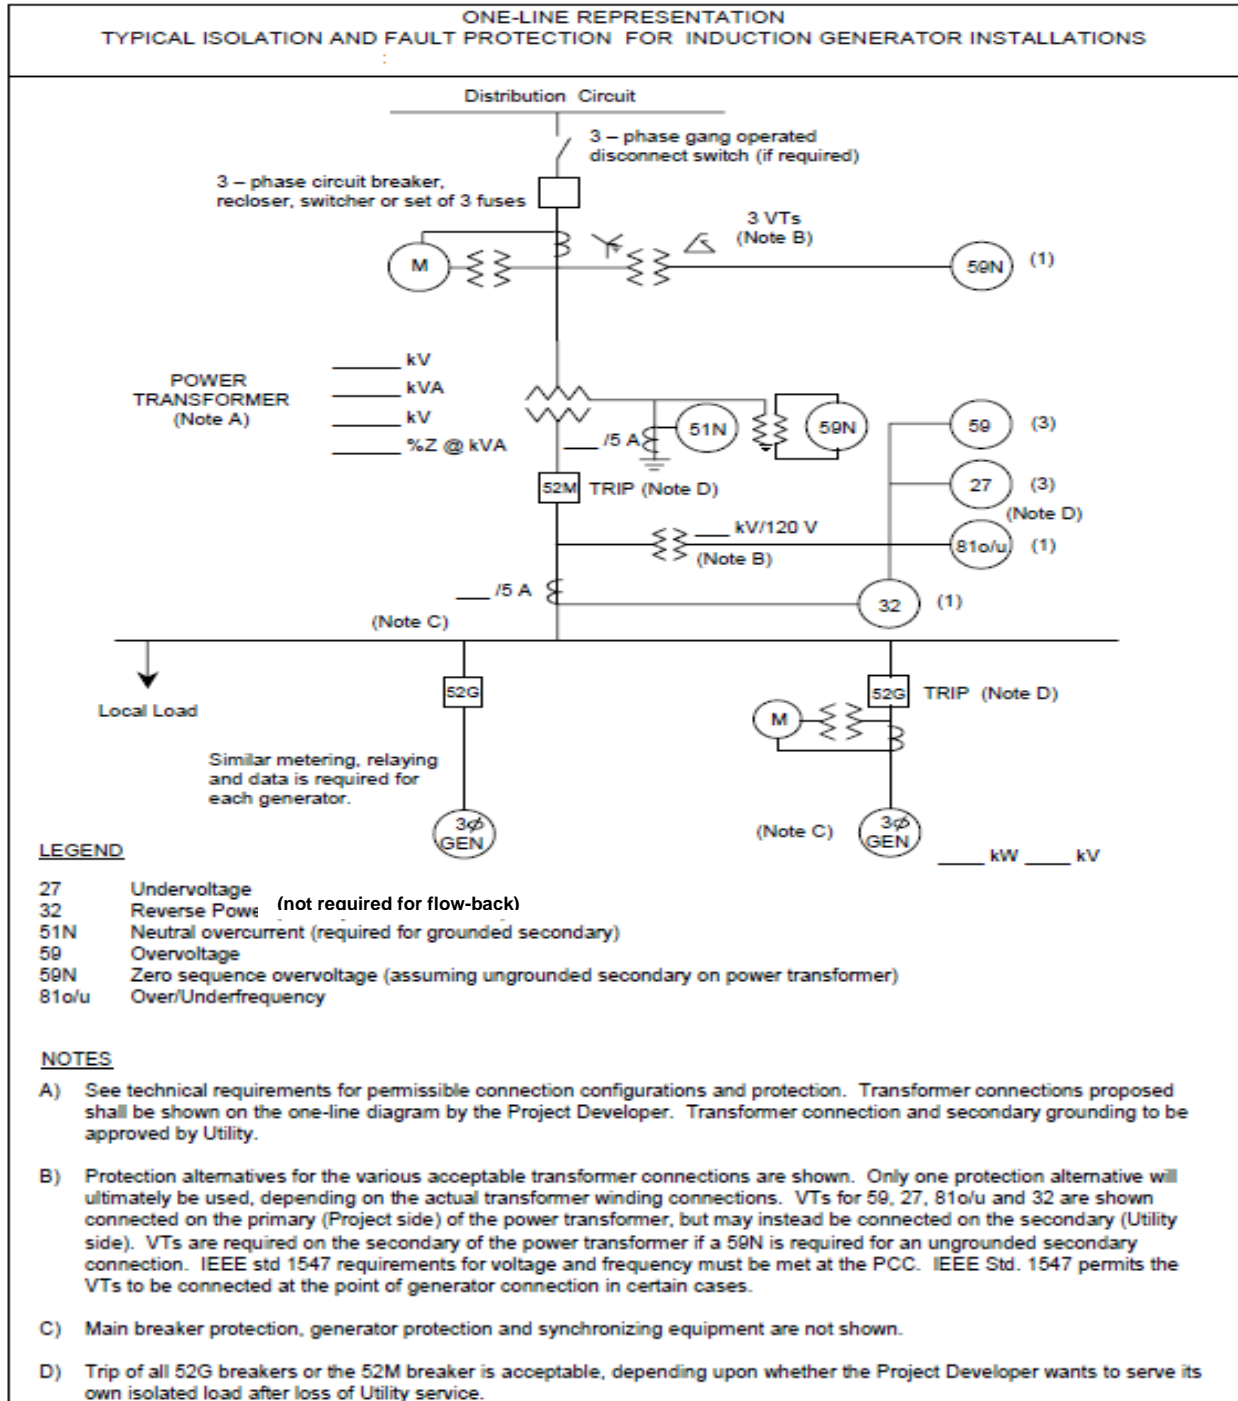 ONE-LINE REPRESENTATION
TYPICAL ISOLATION AND FAULT PROTECTION FOR INDUCTION GENERATOR INSTALLATIONS
:
Distribution Circuit
3 – phase gang operated
disconnect switch (if required)
3 – phase circuit breaker,
recloser, switcher or set of 3 fuses
3 VTs
(Note B)
M
59N
(1)
POWER
TRANSFORMER
(Note A)
____ kV
____ kVA
____ kV
____ %Z @ kVA
___ /5 A
51N
59N
59
(3)
27
(3)
(Note D)
52M
TRIP (Note D)
___ kV/120 V
(Note B)
81o/u
(1)
___ /5 A
32
(1)
(Note C)
Local Load
52G
52G
TRIP (Note D)
M
Similar metering, relaying
and data is required for
each generator.
3ϕ
GEN
(Note C)
3ϕ
GEN
____ kW ____ kV
LEGEND
27 Undervoltage
32 Reverse Powe (not required for flow-back)
51N Neutral overcurrent (required for grounded secondary)
59 Overvoltage
59N Zero sequence overvoltage (assuming ungrounded secondary on power transformer)
81o/u Over/Underfrequency
NOTES
A) See technical requirements for permissible connection configurations and protection. Transformer connections proposed
shall be shown on the one-line diagram by the Project Developer. Transformer connection and secondary grounding to be
approved by Utility.
B) Protection alternatives for the various acceptable transformer connections are shown. Only one protection alternative will
ultimately be used, depending on the actual transformer winding connections. VTs for 59, 27, 81o/u and 32 are shown
connected on the primary (Project side) of the power transformer, but may instead be connected on the secondary (Utility
side). VTs are required on the secondary of the power transformer if a 59N is required for an ungrounded secondary
connection. IEEE std 1547 requirements for voltage and frequency must be met at the PCC. IEEE Std. 1547 permits the
VTs to be connected at the point of generator connection in certain cases.
C) Main breaker protection, generator protection and synchronizing equipment are not shown.
D) Trip of all 52G breakers or the 52M breaker is acceptable, depending upon whether the Project Developer wants to serve its
own isolated load after loss of Utility service.